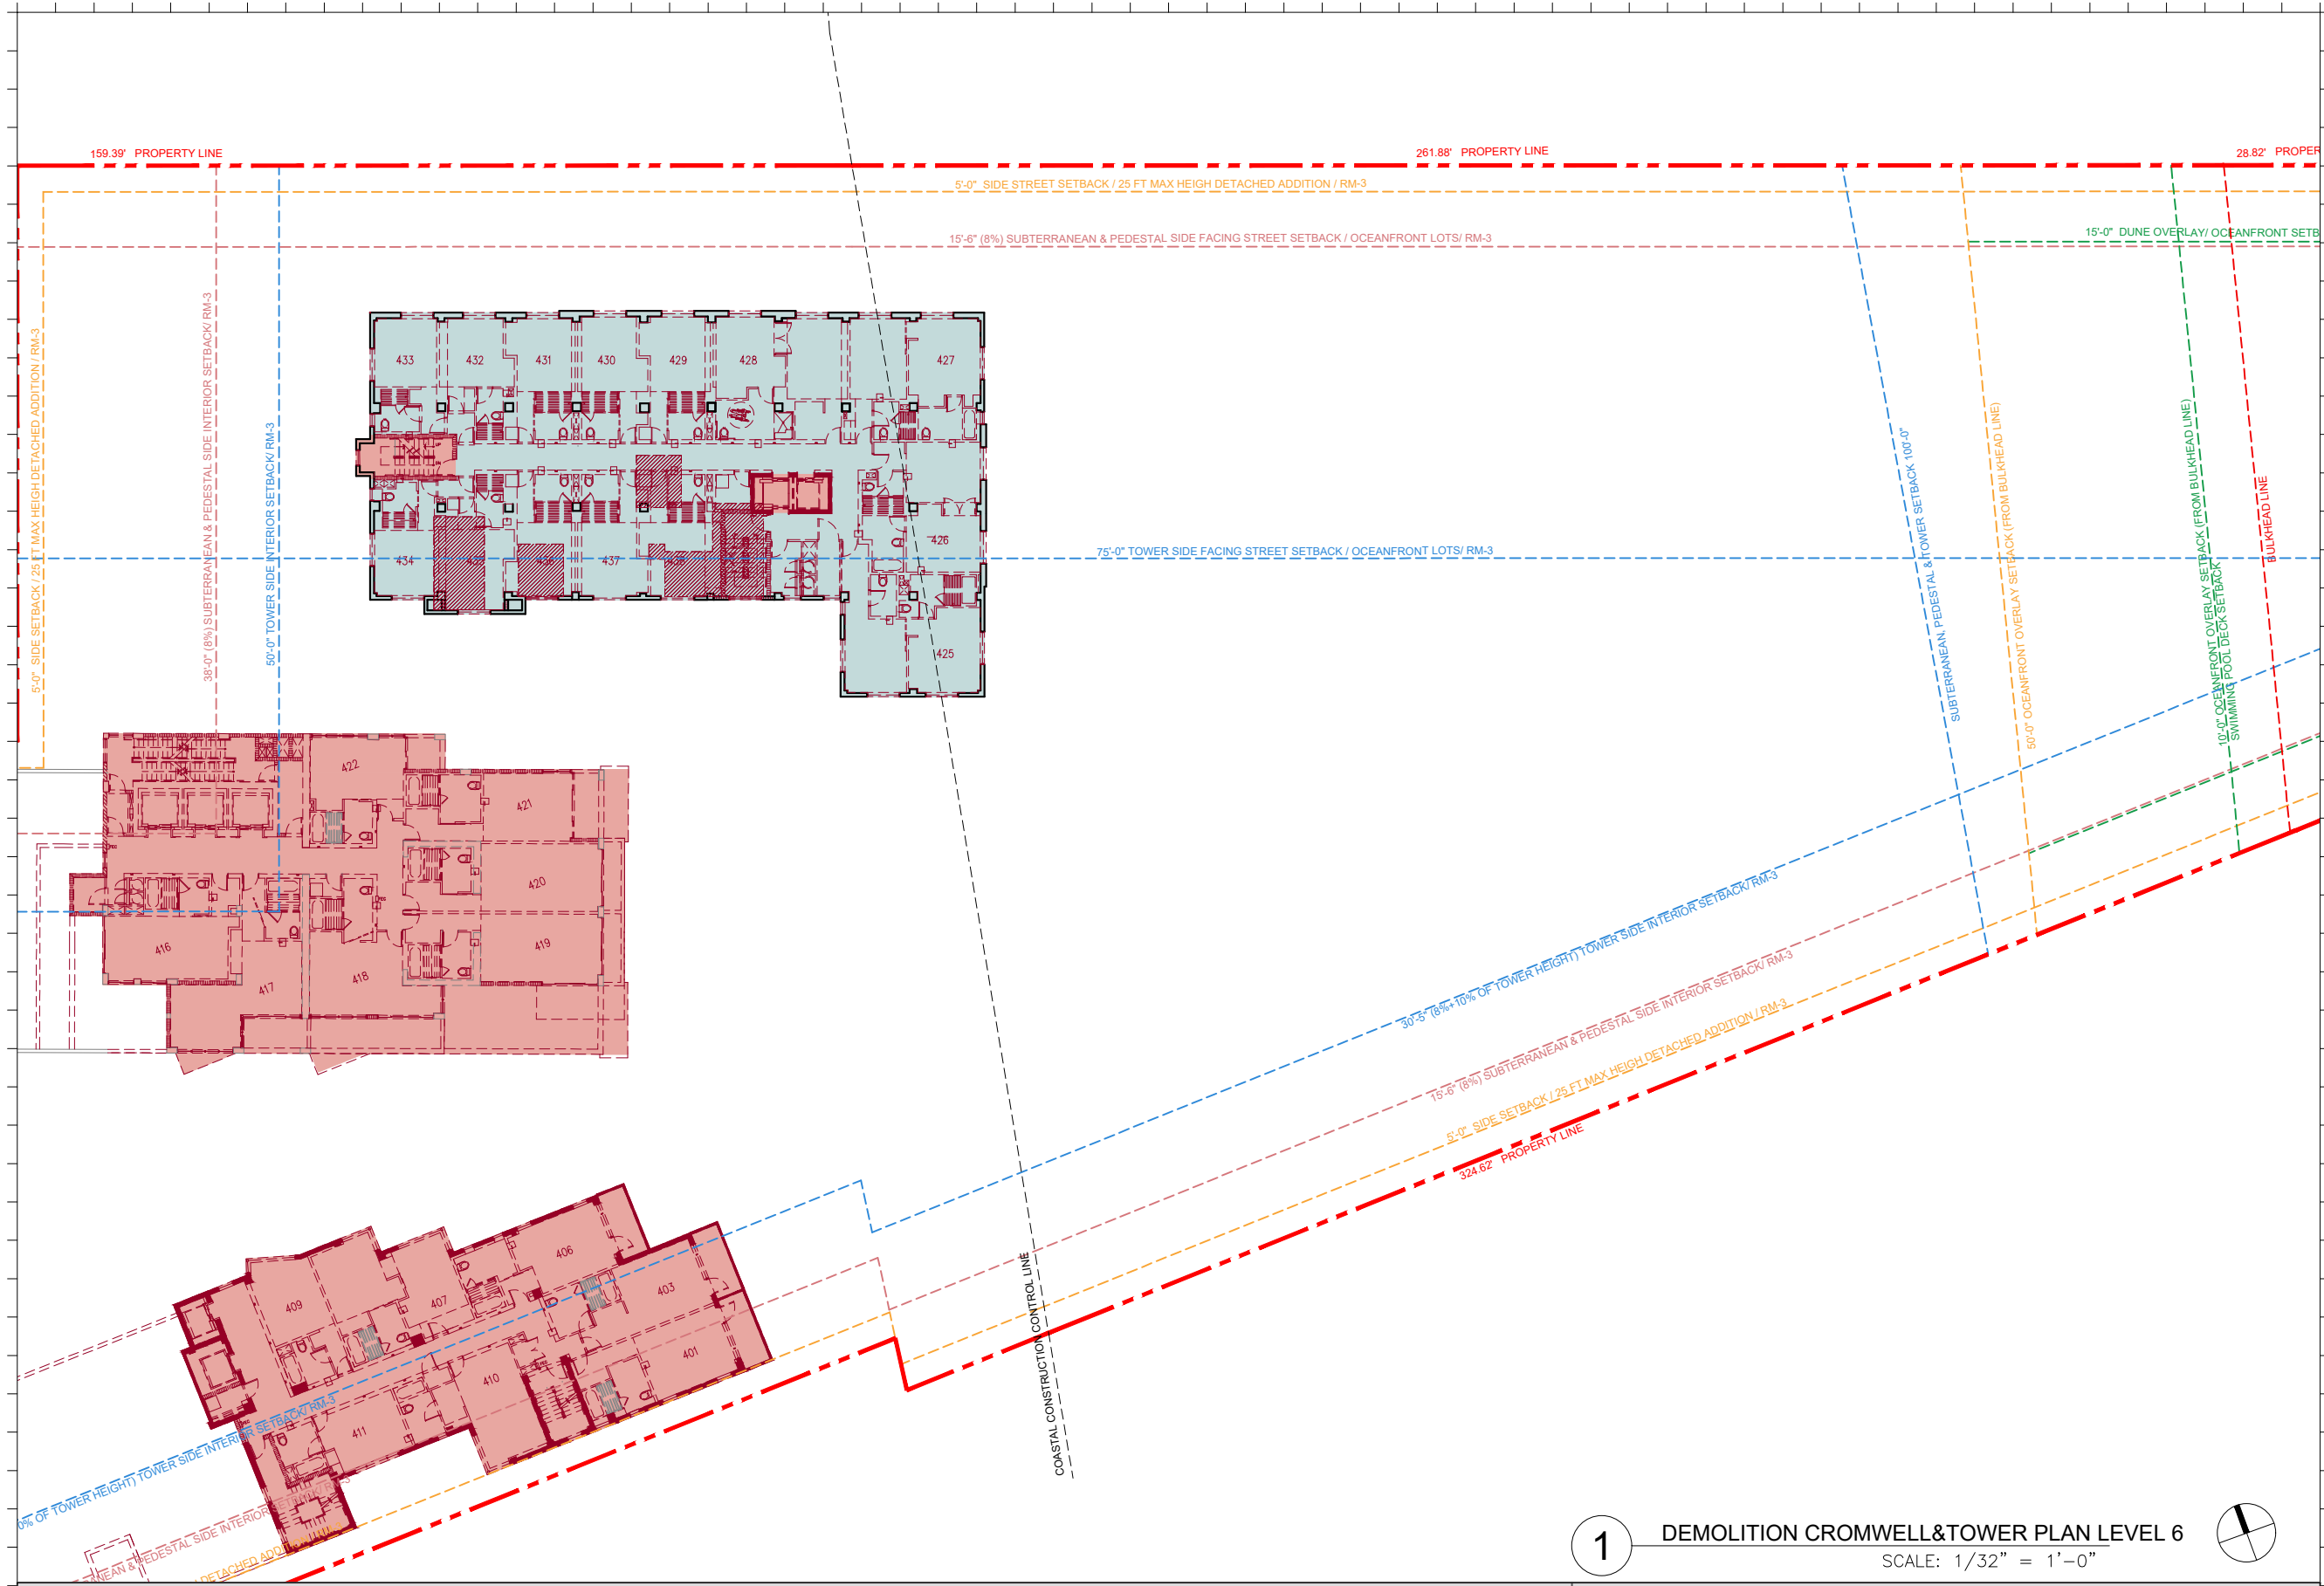 159.39' PROPERTY LINE
261.88' PROPERTY LINE
28.82' PROPER
5'-0" SIDE STREET SETBACK / 25 FT MAX HEIGH DETACHED ADDITION / RM-3
15'-6" (8%) SUBTERRANEAN & PEDESTAL SIDE FACING STREET SETBACK / OCEANFRONT LOTS/ RM-3
15'-0" DUNE OVERLAY/ OCEANFRONT SETB
5'-0" SIDE SETBACK / 25 FT MAX HEIGH DETACHED ADDITION / RM-3
38'-0" (8%) SUBTERRANEAN & PEDESTAL SIDE INTERIOR SETBACK/ RM-3
50'-0" TOWER SIDE INTERIOR SETBACK/ RM-3
433
432
431
430
429
428
427
434
435
436
437
438
426
425
75'-0" TOWER SIDE FACING STREET SETBACK / OCEANFRONT LOTS/ RM-3
SUBTERRANEAN, PEDESTAL & TOWER SETBACK 100'-0"
50'-0" OCEANFRONT OVERLAY SETBACK (FROM BULKHEAD LINE)
10'-0" OCEANFRONT OVERLAY SETBACK (FROM BULKHEAD LINE)
SWIMMING POOL DECK SETBACK
BULKHEAD LINE
422
421
420
419
416
417
418
30'-5" (8%+10% OF TOWER HEIGHT) TOWER SIDE INTERIOR SETBACK/ RM-3
15'-6" (8%) SUBTERRANEAN & PEDESTAL SIDE INTERIOR SETBACK/ RM-3
5'-0" SIDE SETBACK / 25 FT MAX HEIGH DETACHED ADDITION / RM-3
324.62' PROPERTY LINE
COASTAL CONSTRUCTION CONTROL LINE
406
403
409
407
401
410
411
0% OF TOWER HEIGHT) TOWER SIDE INTERIOR SETBACK/ RM-3
ANEAN & PEDESTAL SIDE INTERIOR SETBACK/
DETACHED ADD
1
DEMOLITION CROMWELL&TOWER PLAN LEVEL 6
SCALE: 1/32" = 1'-0"